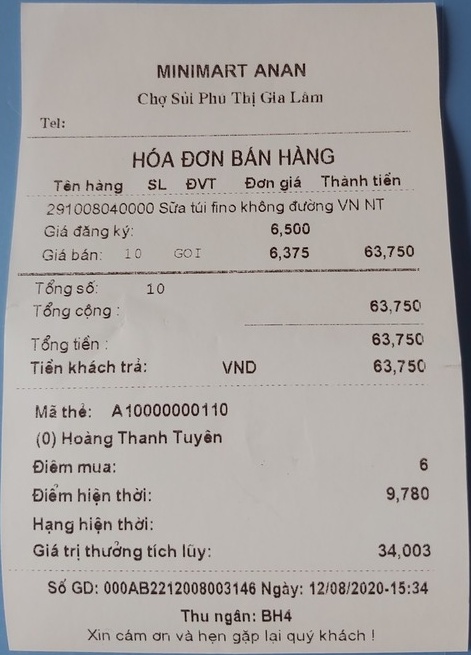 MINIMART ANAN
Chợ Sủi Phu Thị Gia Lâm
Tel:
HÓA ĐƠN BÁN HÀNG
Tên hàng SL ĐVT Đơn giá Thành tiền
291008040000 Sữa túi fino không đường VN NT
Giá đăng ký: 6,500
Giá bán: 10 GOI 6,375 63,750
Tổng số: 10
Tổng cộng : 63,750
Tổng tiền : 63,750
Tiền khách trả: VND 63,750
Mã thẻ: A10000000110
(0) Hoàng Thanh Tuyên
Điểm mua: 6
Điểm hiện thời: 9,780
Hạng hiện thời:
Giá trị thưởng tích lũy: 34,003
Số GD: 000AB2212008003146 Ngày: 12/08/2020-15:34
Thu ngân: BH4
Xin cảm ơn và hẹn gặp lại quý khách !